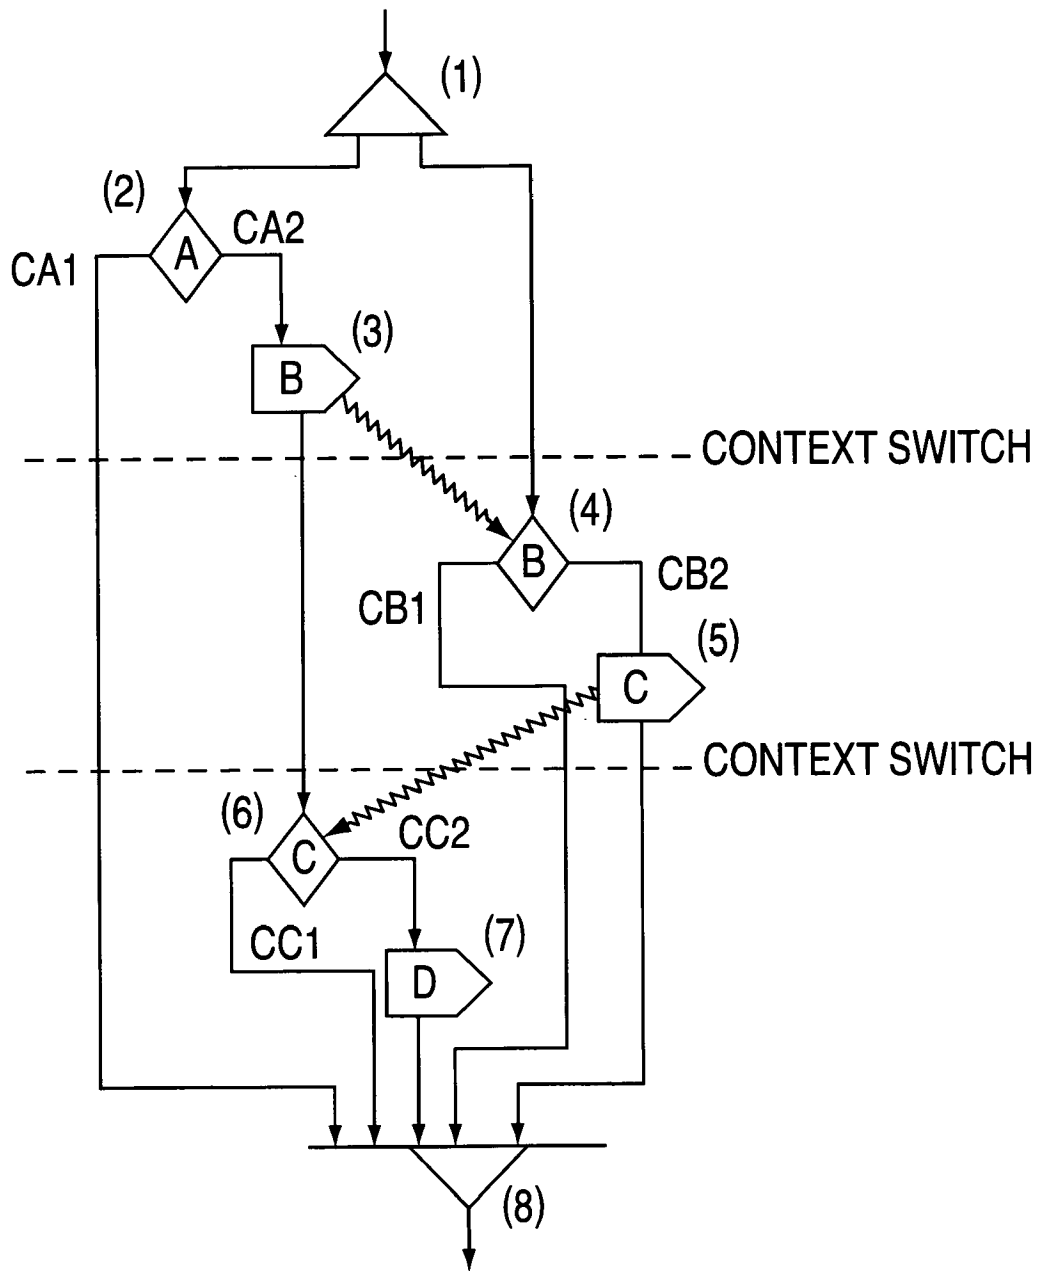 (1)
(2)
A
CA1
CA2
(3)
B
CONTEXT SWITCH
(4)
B
CB1
CB2
(5)
C
CONTEXT SWITCH
(6)
C
CC2
CC1
(7)
D
(8)